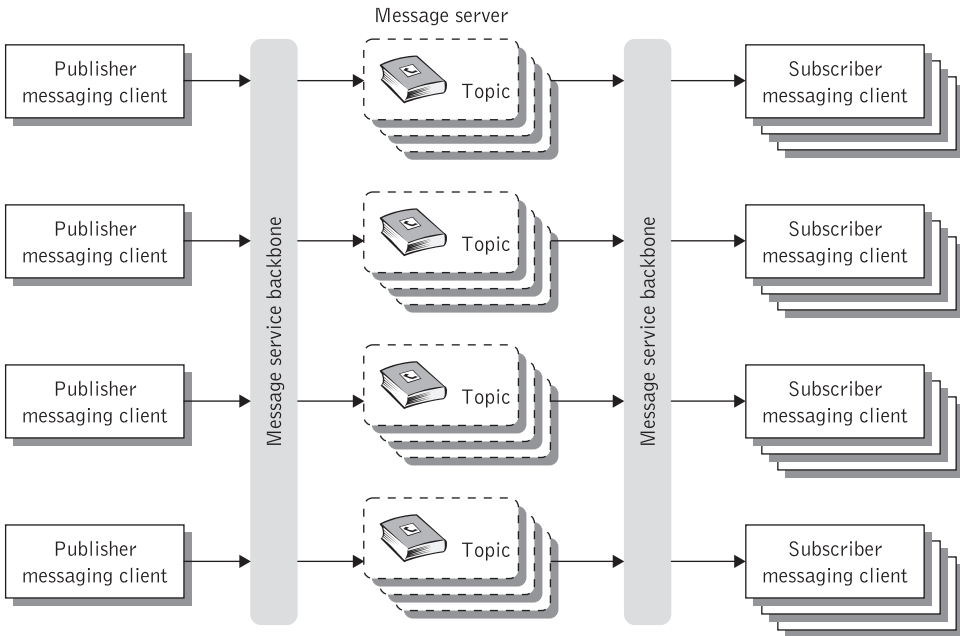 Message server
Publisher
messaging client
Topic
Subscriber
messaging client
Publisher
messaging client
Topic
Subscriber
messaging client
Message service backbone
Message service backbone
Publisher
messaging client
Topic
Subscriber
messaging client
Publisher
messaging client
Topic
Subscriber
messaging client